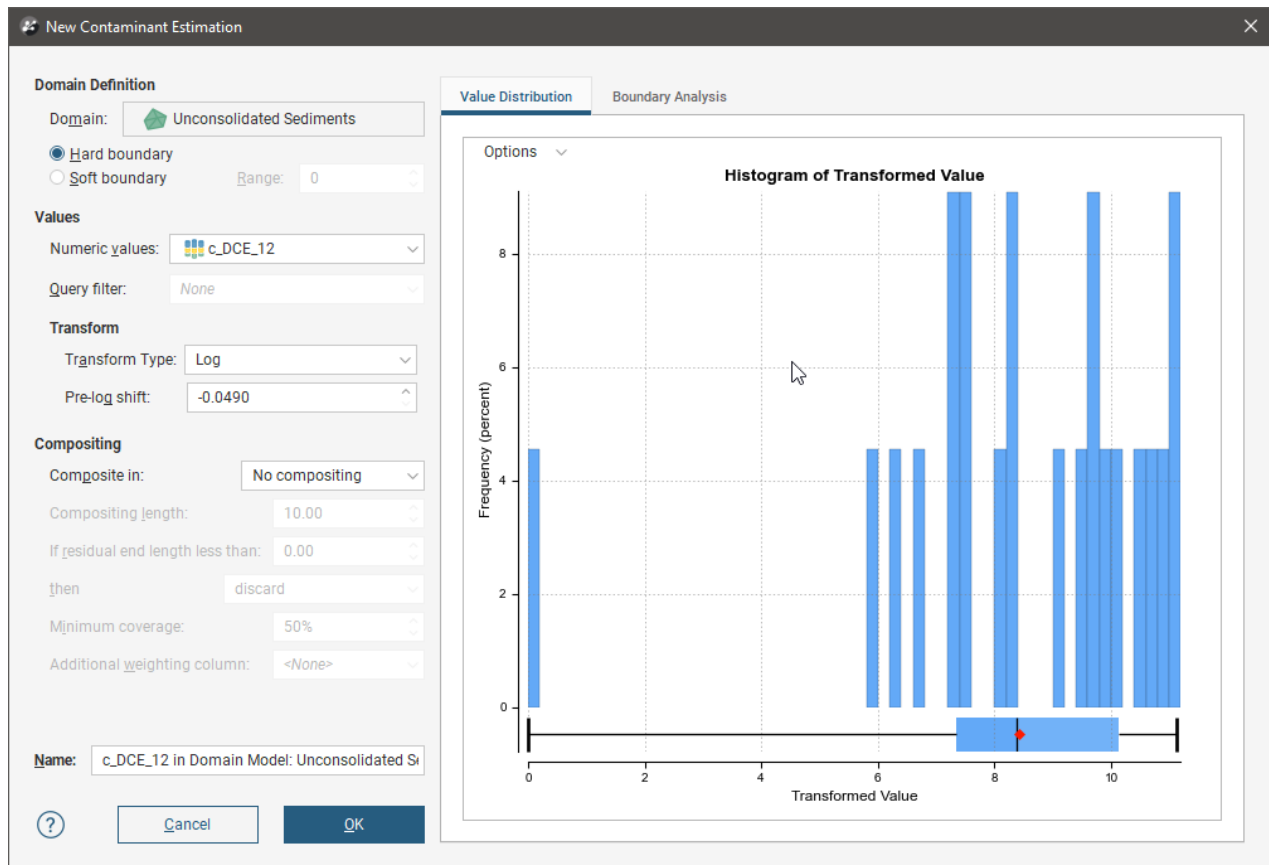 New Contaminant Estimation
Domain Definition
Domain: Unconsolidated Sediments
Hard boundary
Soft boundary Range: 0
Values
Numeric values: c_DCE_12
Query filter: None
Transform
Transform Type: Log
Pre-log shift: -0.0490
Compositing
Composite in: No compositing
Compositing length: 10.00
If residual end length less than: 0.00
then discard
Minimum coverage: 50%
Additional weighting column: <None>
Name: c_DCE_12 in Domain Model: Unconsolidated Se
? Cancel OK
Value Distribution Boundary Analysis
Options
Histogram of Transformed Value
Frequency (percent)
8
6
4
2
0
0 2 4 6 8 10
Transformed Value